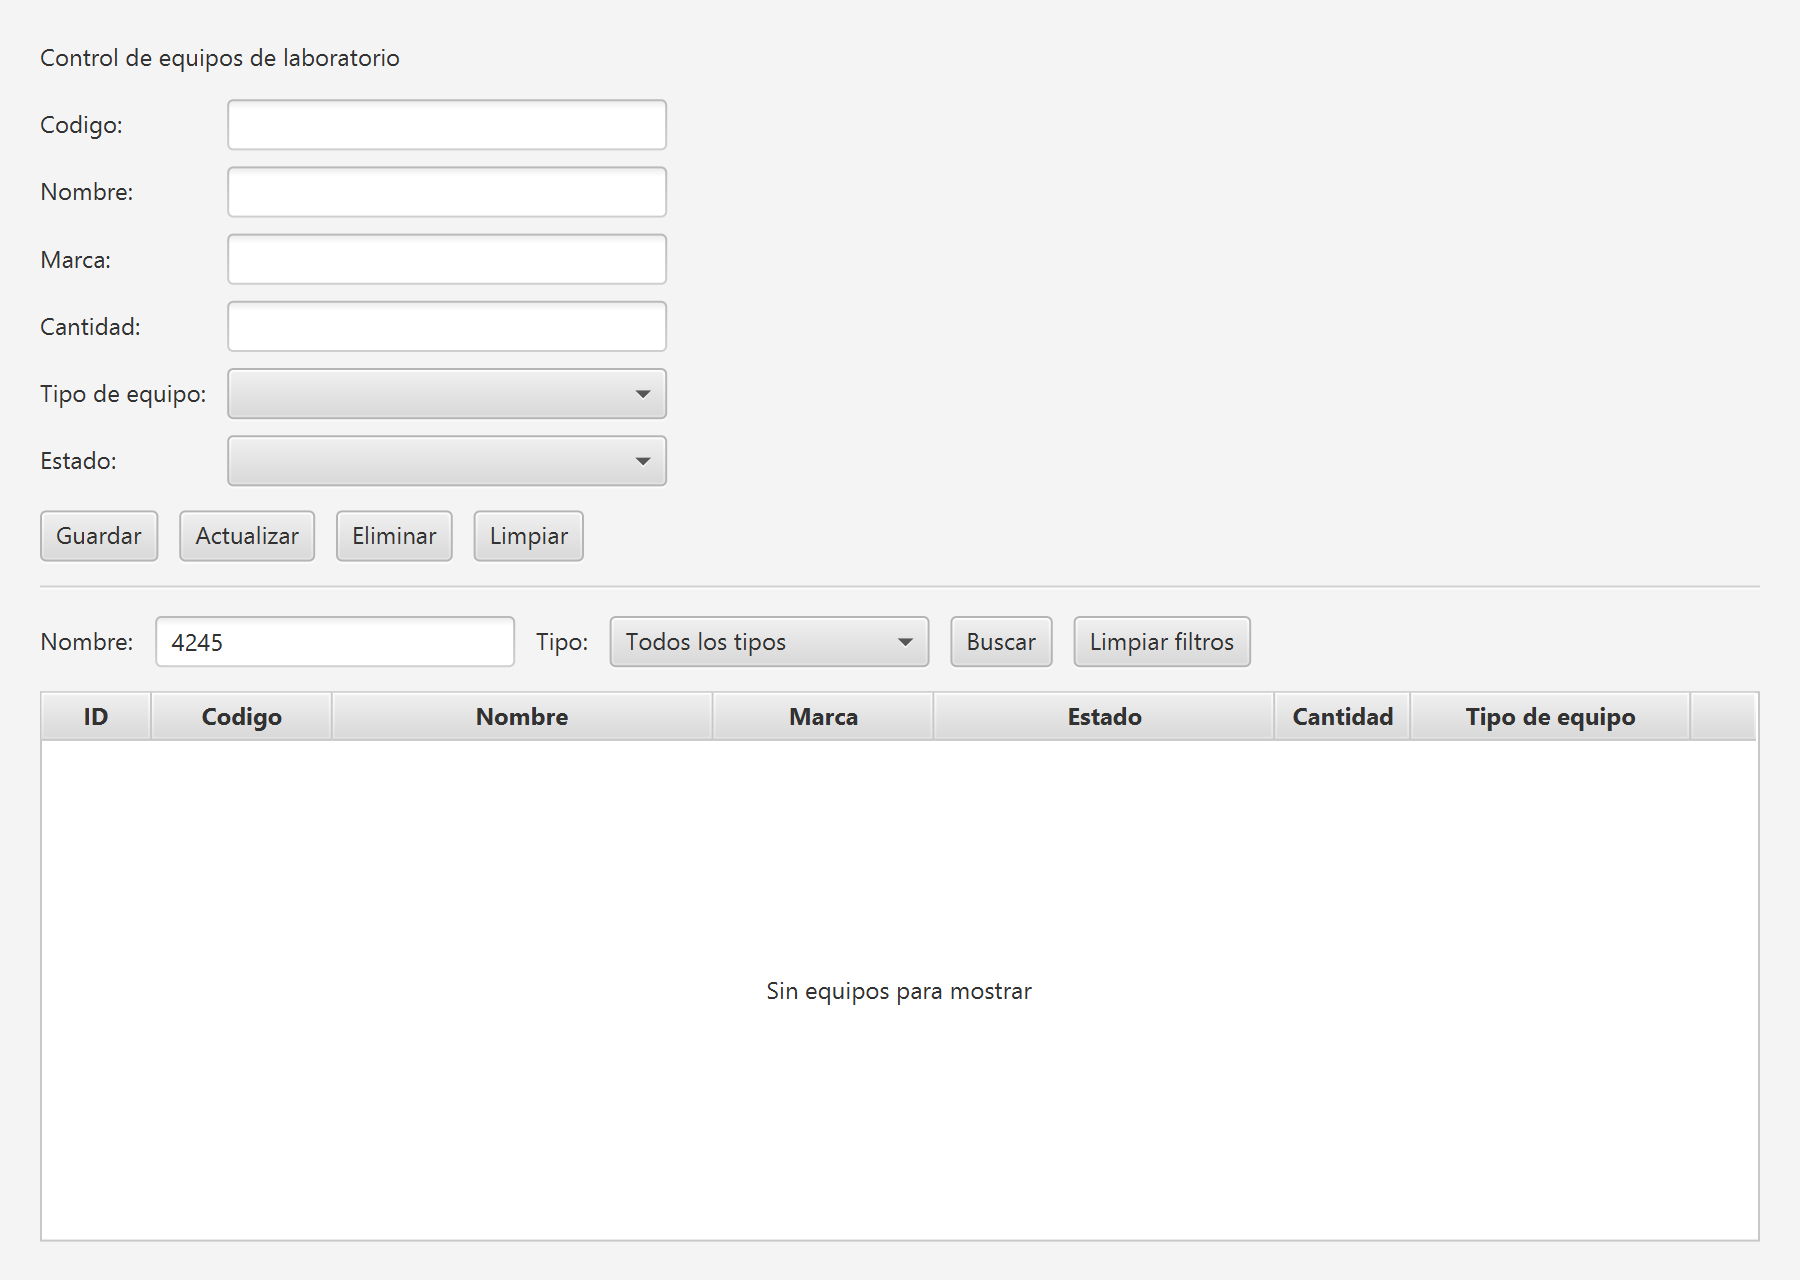 Control de equipos de laboratorio
Codigo:
Nombre:
Marca:
Cantidad:
Tipo de equipo:
Estado:
Guardar Actualizar Eliminar Limpiar
Nombre: 4245 Tipo: Todos los tipos Buscar Limpiar filtros
ID Codigo Nombre Marca Estado Cantidad Tipo de equipo
Sin equipos para mostrar